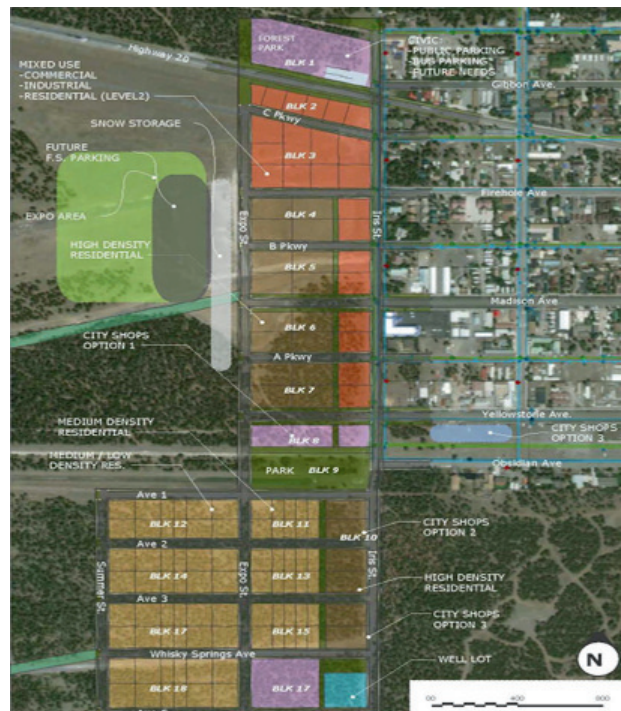 FOREST
PARK
BLK 1
CIVIC:
-PUBLIC PARKING
-BUS PARKING
-FUTURE NEEDS
Highway 20
Gibbon Ave.
MIXED USE
-COMMERCIAL
-INDUSTRIAL
-RESIDENTIAL (LEVEL2)
BLK 2
C Pkwy
SNOW STORAGE
BLK 3
FUTURE
F.S. PARKING
Firehole Ave
EXPO AREA
Expo St.
Iris St.
BLK 4
HIGH DENSITY
RESIDENTIAL
B Pkwy
BLK 5
Madison Ave
CITY SHOPS
OPTION 1
BLK 6
A Pkwy
BLK 7
MEDIUM DENSITY
RESIDENTIAL
Yellowstone Ave.
BLK 8
CITY SHOPS
OPTION 3
MEDIUM / LOW
DENSITY RES.
PARK
BLK 9
Obsidian Ave
Ave 1
BLK 12
BLK 11
BLK 10
CITY SHOPS
OPTION 2
Ave 2
Summer St.
Expo St.
Iris St.
BLK 14
BLK 13
HIGH DENSITY
RESIDENTIAL
Ave 3
BLK 17
BLK 15
CITY SHOPS
OPTION 3
Whisky Springs Ave
WELL LOT
N
BLK 18
BLK 17
400
800